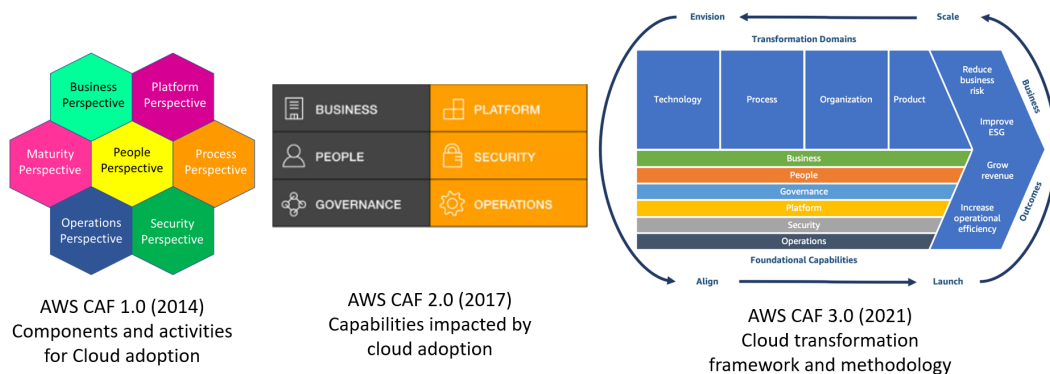 Business
Perspective
Platform
Perspective
Maturity
Perspective
People
Perspective
Process
Perspective
Operations
Perspective
Security
Perspective
AWS CAF 1.0 (2014)
Components and activities
for Cloud adoption
BUSINESS
PLATFORM
PEOPLE
SECURITY
GOVERNANCE
OPERATIONS
AWS CAF 2.0 (2017)
Capabilities impacted by
cloud adoption
Envision
Scale
Transformation Domains
Technology
Process
Organization
Product
Reduce
business
risk
Improve
ESG
Grow
revenue
Increase
operational
efficiency
Business
Outcomes
Business
People
Governance
Platform
Security
Operations
Foundational Capabilities
Align
Launch
AWS CAF 3.0 (2021)
Cloud transformation
framework and methodology